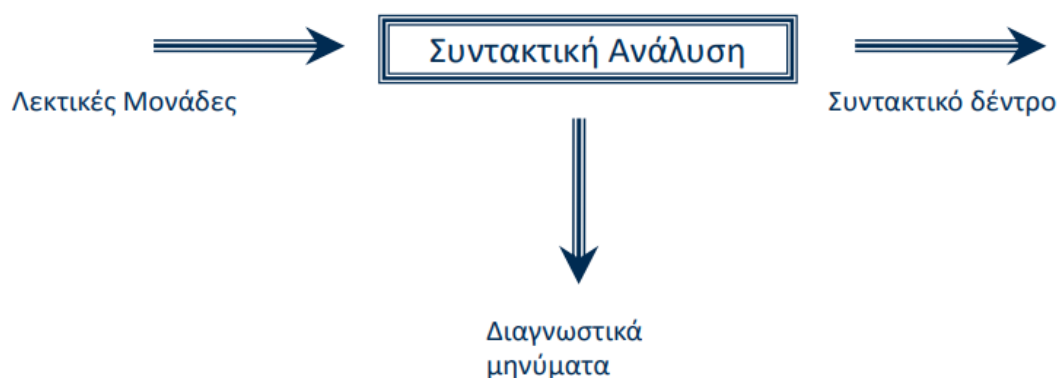 Συντακτική Ανάλυση
Λεκτικές Μονάδες
Συντακτικό δέντρο
Διαγνωστικά
μηνύματα